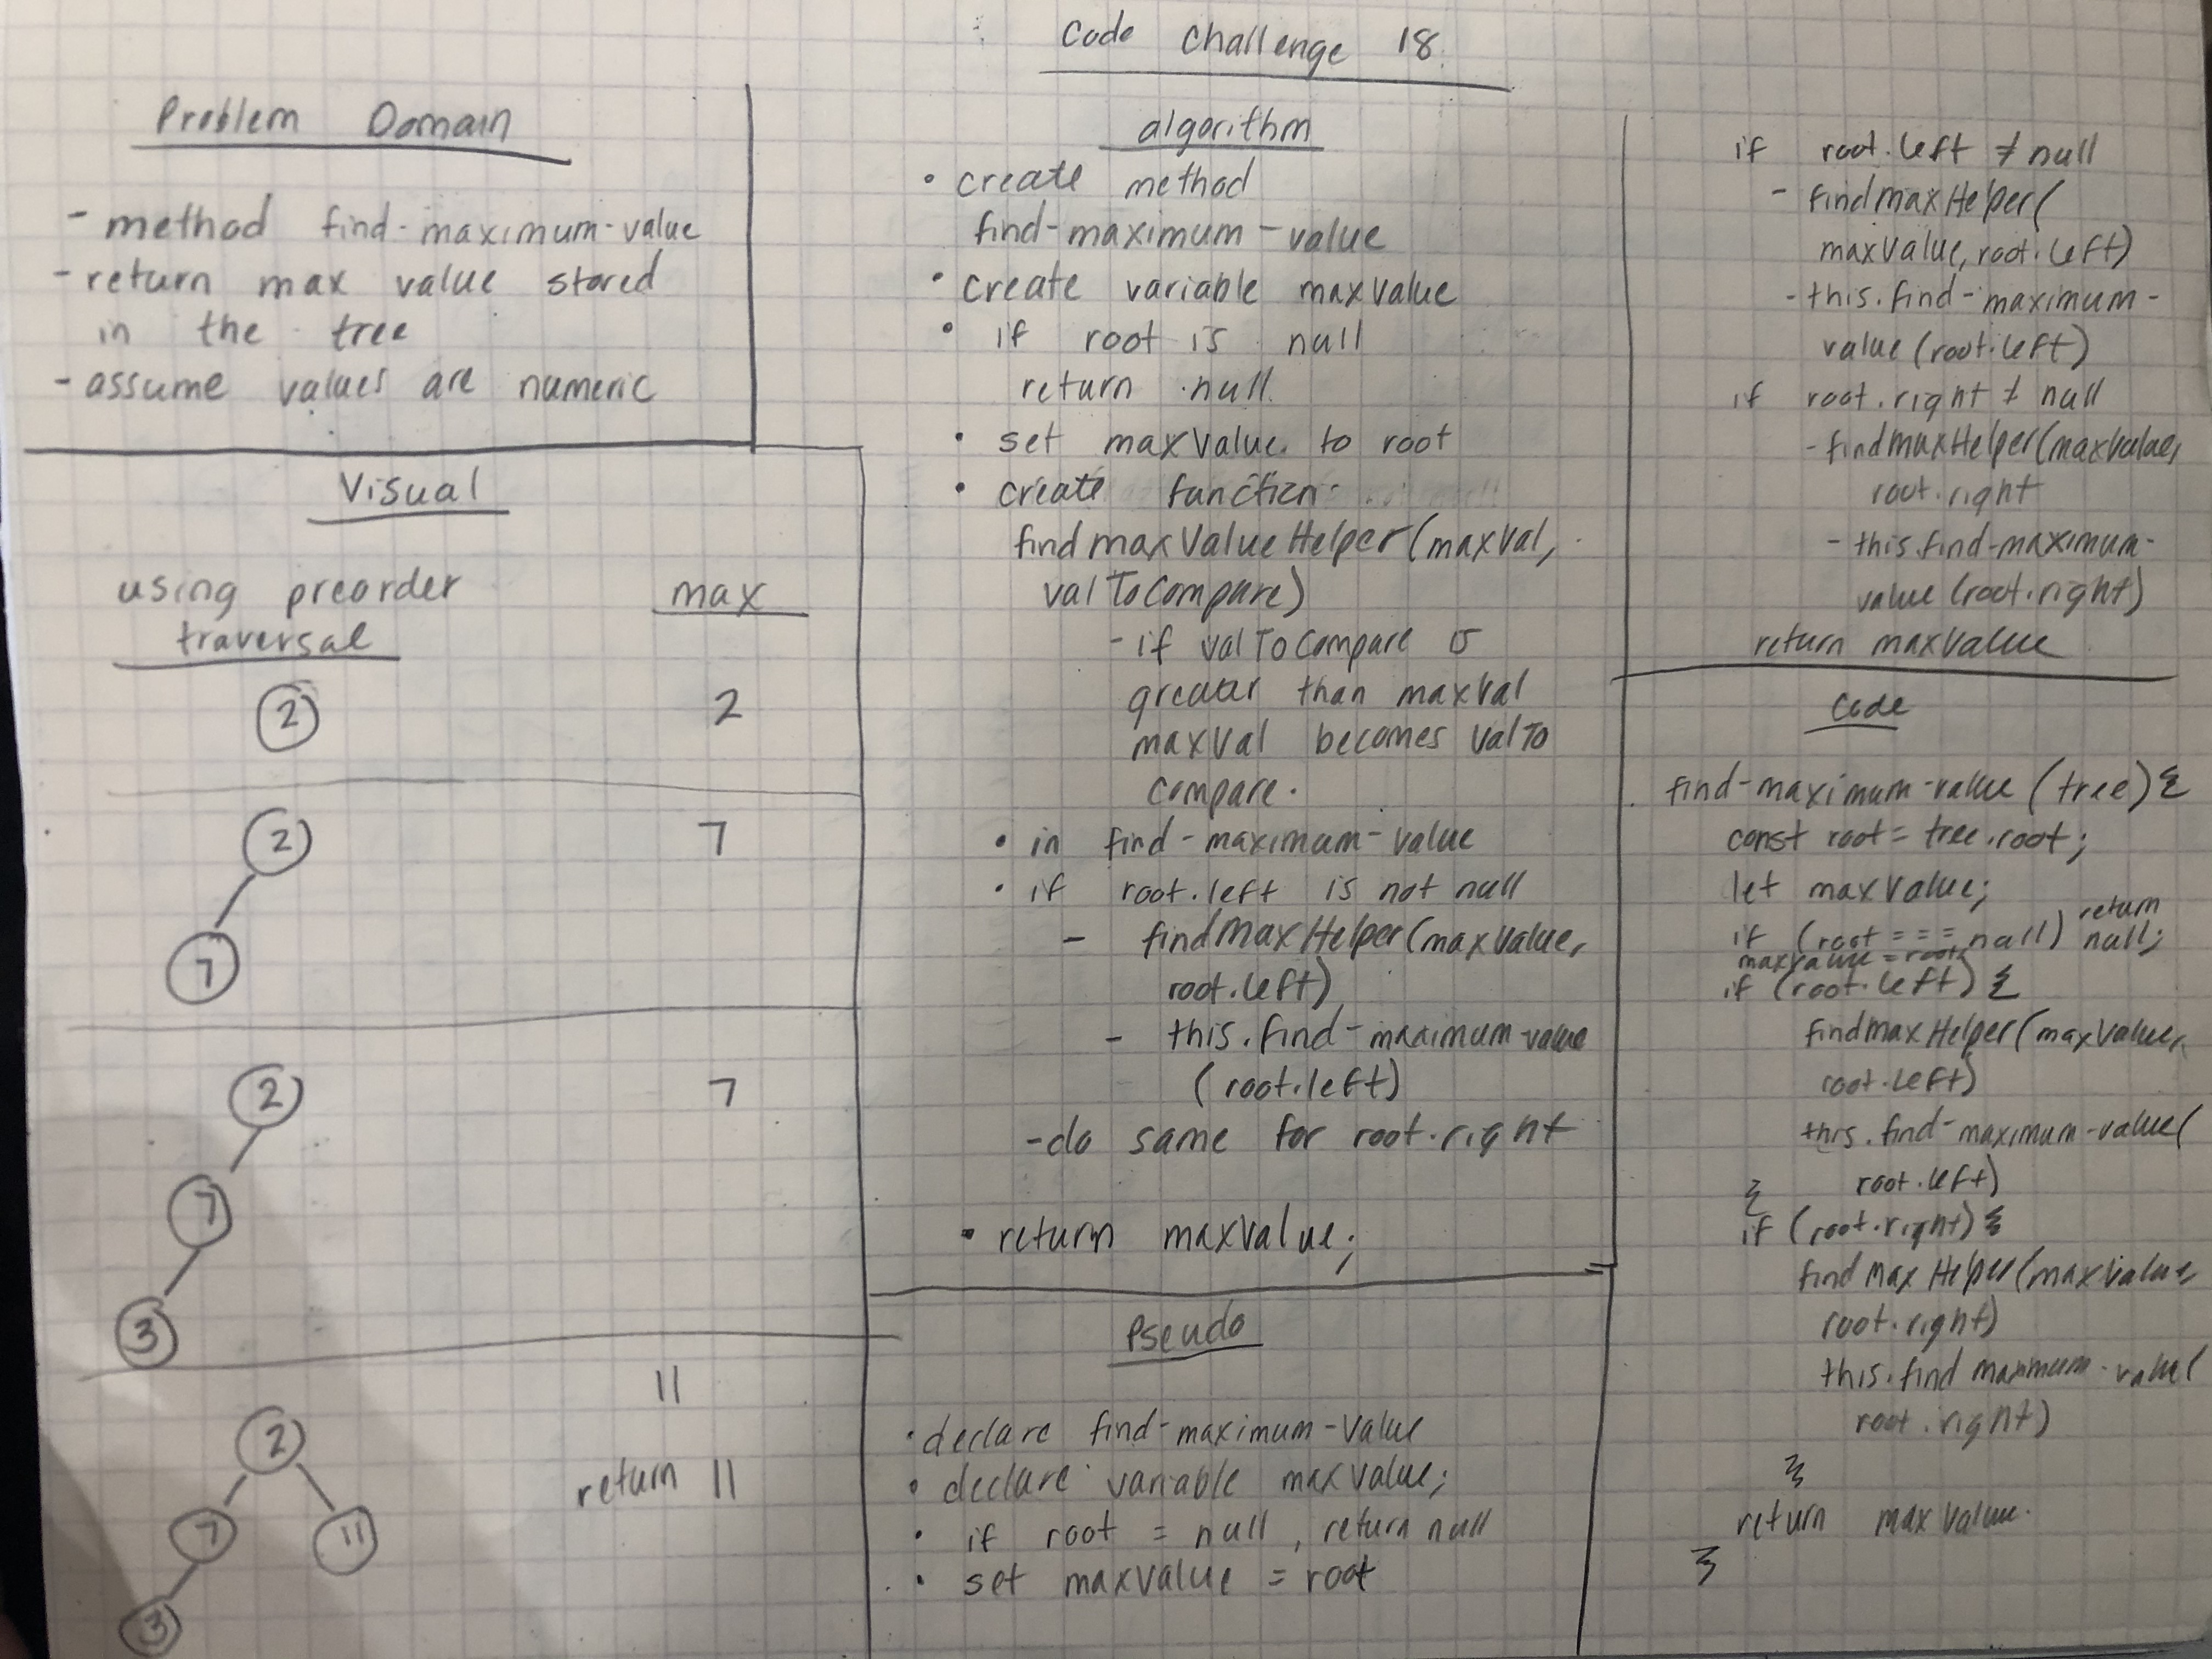 Code Challenge 18
Problem Domain
- method find-maximum-value
- return max value stored
in the tree
- assume values are numeric
Visual
using preorder
traversal
max
2
2
2
7
7
2
7
3
7
11
2
7
11
3
return 11
algorithm
• create method
find-maximum-value
• create variable maxValue
• if root is null
return null
• set maxValue to root
• create function
findmaxValueHelper(maxVal,
valToCompare)
- if valToCompare is
greater than maxVal
maxVal becomes valTo
compare.
• in find-maximum-value
• if root.left is not null
- findMaxHelper(maxValue,
root.left)
- this.find-maximum-value
(root.left)
- do same for root.right
• return maxValue;
Pseudo
• declare find-maximum-value
• declare variable maxValue;
• if root = null, return null
• set maxValue = root
if root.left ≠ null
- findmaxHelper(
maxValue, root.left)
- this.find-maximum-
value(root.left)
if root.right ≠ null
- findmaxHelper(maxValue,
root.right
- this.find-maximum-
value(root.right)
return maxValue
Code
find-maximum-value (tree) {
const root = tree.root;
let maxValue;
return
if (root === null) null;
maxValue = root;
if (root.left) {
findmaxHelper(maxValue,
root.left)
this.find-maximum-value(
root.left)
}
if (root.right) {
findMaxHelper(maxValue,
root.right)
this.find maximum-value(
root.right)
}
return maxValue.
}